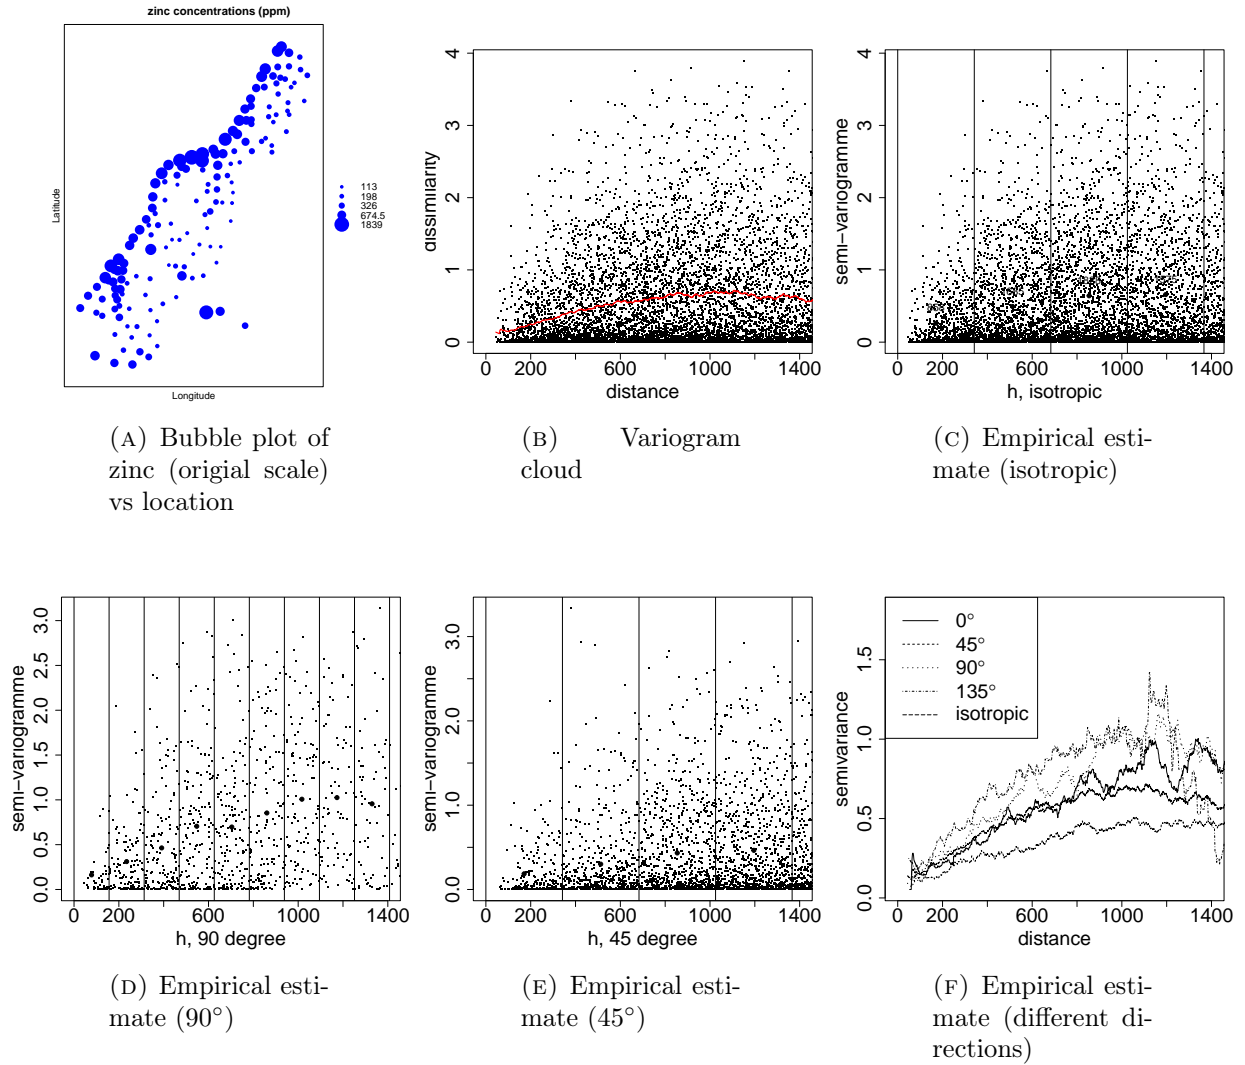 zinc concentrations (ppm)
Latitude
113
198
326
674.5
1839
Longitude
(A) Bubble plot of
zinc (origial scale)
vs location
dissimiarity
0 1 2 3 4
0 200 600 1000 1400
distance
(B) Variogram
cloud
semi−variogramme
0 1 2 3 4
0 200 600 1000 1400
h, isotropic
(C) Empirical esti-
mate (isotropic)
semi−variogramme
0.0 0.5 1.0 1.5 2.0 2.5 3.0
0 200 600 1000 1400
h, 90 degree
(D) Empirical esti-
mate (90°)
semi−variogramme
0.0 1.0 2.0 3.0
0 200 600 1000 1400
h, 45 degree
(E) Empirical esti-
mate (45°)
semivariance
0.0 0.5 1.0 1.5
0°
45°
90°
135°
isotropic
0 200 600 1000 1400
distance
(F) Empirical esti-
mate (different di-
rections)